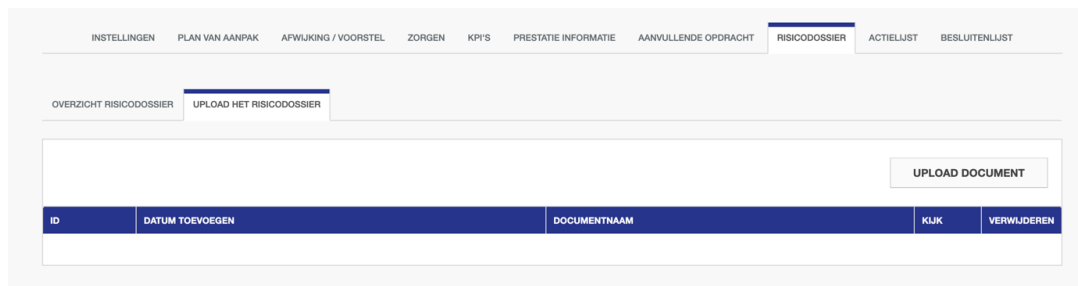 INSTELLINGEN PLAN VAN AANPAK AFWIJKING / VOORSTEL ZORGEN KPI'S PRESTATIE INFORMATIE AANVULLENDE OPDRACHT RISICODOSSIER ACTIELIJST BESLUITENLIJST
OVERZICHT RISICODOSSIER UPLOAD HET RISICODOSSIER
UPLOAD DOCUMENT
ID DATUM TOEVOEGEN DOCUMENTNAAM KIJK VERWIJDEREN